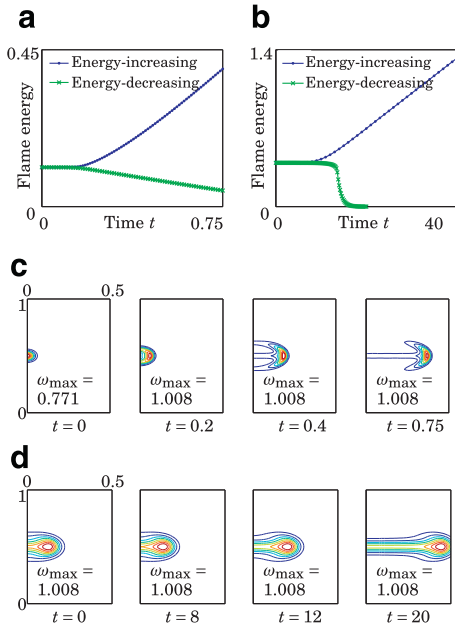 a
0.45
Energy-increasing
Energy-decreasing
Flame energy
0
0
Time t
0.75
b
1.4
Energy-increasing
Energy-decreasing
Flame energy
0
0
Time t
40
c
0 0.5
1
0
ωmax =
0.771
t = 0
ωmax =
1.008
t = 0.2
ωmax =
1.008
t = 0.4
ωmax =
1.008
t = 0.75
d
0 0.5
1
0
ωmax =
1.008
t = 0
ωmax =
1.008
t = 8
ωmax =
1.008
t = 12
ωmax =
1.008
t = 20